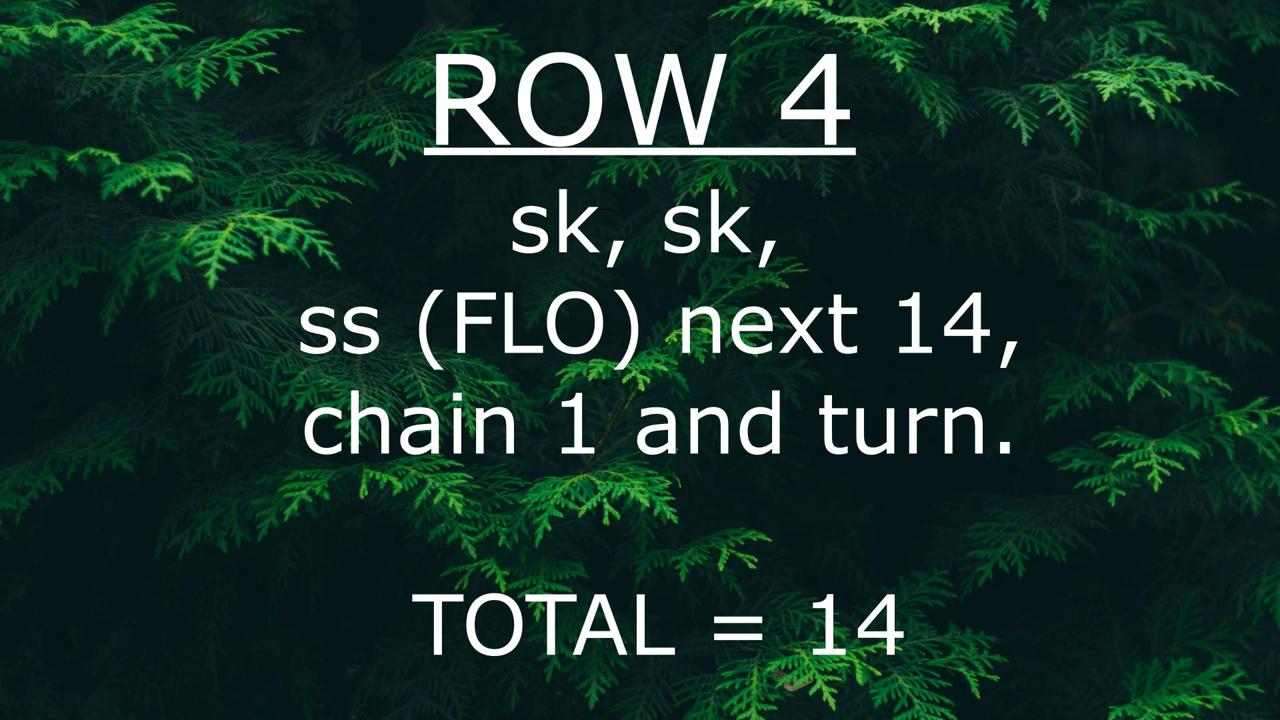 ROW 4
sk, sk,
ss (FLO) next 14,
chain 1 and turn.
TOTAL = 14